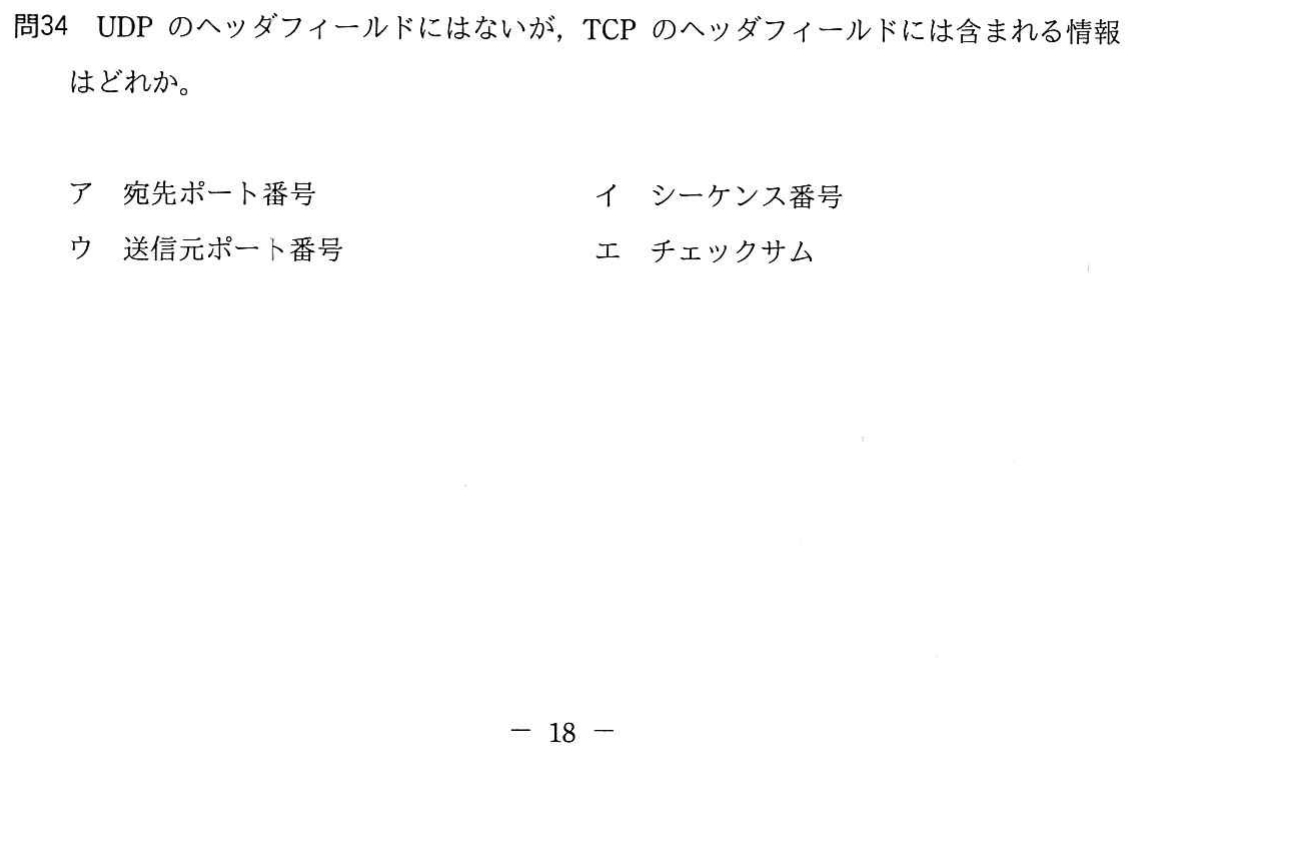 問34 UDP のヘッダフィールドにはないが，TCP のヘッダフィールドには含まれる情報
はどれか。
ア 宛先ポート番号 イ シーケンス番号
ウ 送信元ポート番号 エ チェックサム
－ 18 －